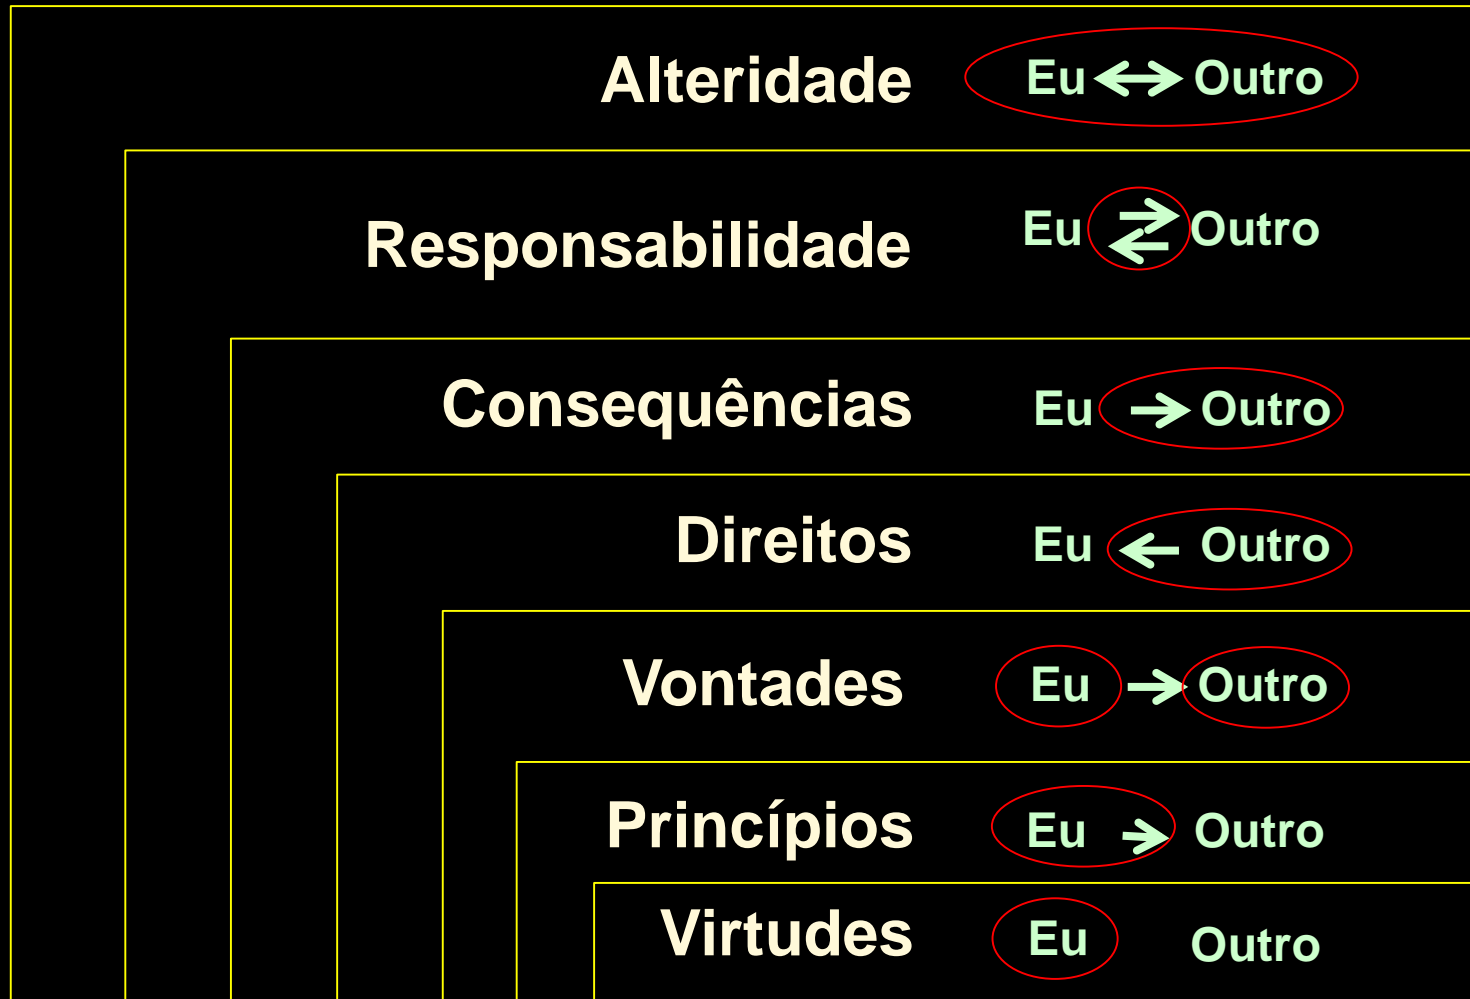 Alteridade Eu Outro
Responsabilidade Eu Outro
Consequências Eu Outro
Direitos Eu Outro
Vontades Eu Outro
Princípios Eu Outro
Virtudes Eu Outro